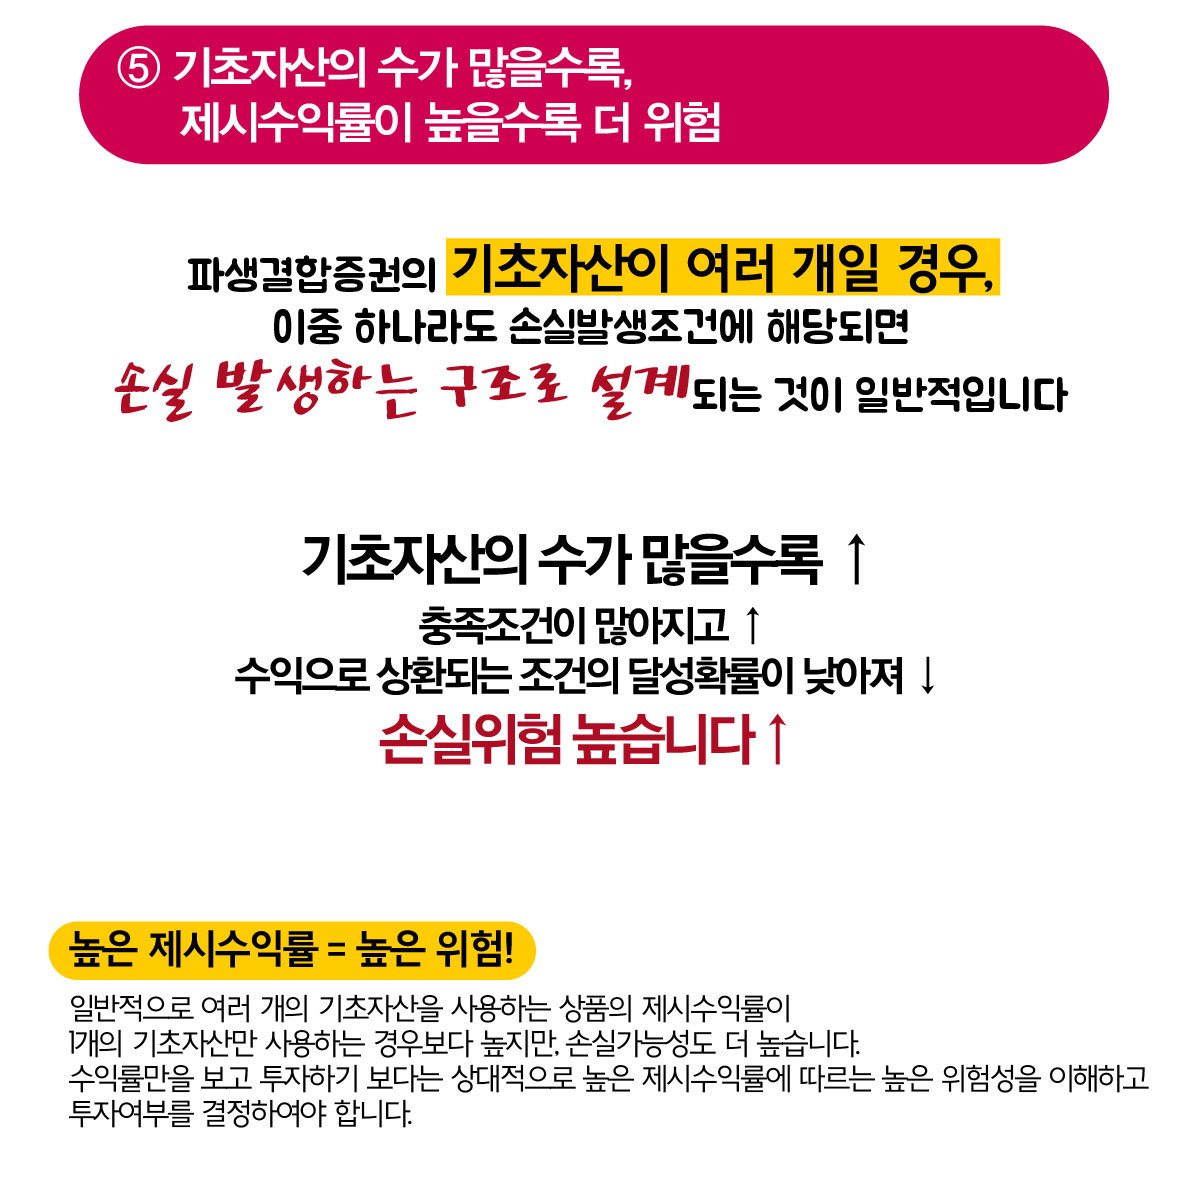 ⑤ 기초자산의 수가 많을수록,
제시수익률이 높을수록 더 위험
파생결합증권의 기초자산이 여러 개일 경우,
이중 하나라도 손실발생조건에 해당되면
손실 발생하는 구조로 설계되는 것이 일반적입니다
기초자산의 수가 많을수록 ↑
충족조건이 많아지고 ↑
수익으로 상환되는 조건의 달성확률이 낮아져 ↓
손실위험 높습니다 ↑
높은 제시수익률 = 높은 위험!
일반적으로 여러 개의 기초자산을 사용하는 상품의 제시수익률이
1개의 기초자산만 사용하는 경우보다 높지만, 손실가능성도 더 높습니다.
수익률만을 보고 투자하기 보다는 상대적으로 높은 제시수익률에 따르는 높은 위험성을 이해하고
투자여부를 결정하여야 합니다.